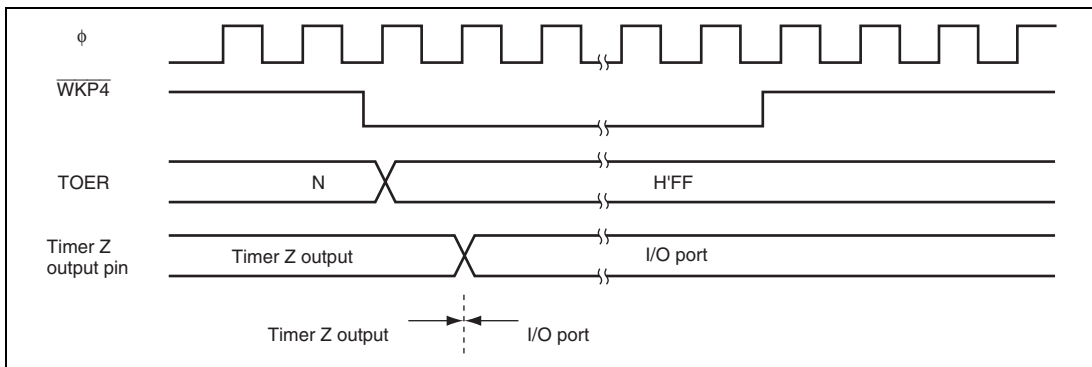 ϕ
WKP4
TOER N H'FF
Timer Z
output pin Timer Z output I/O port
Timer Z output I/O port